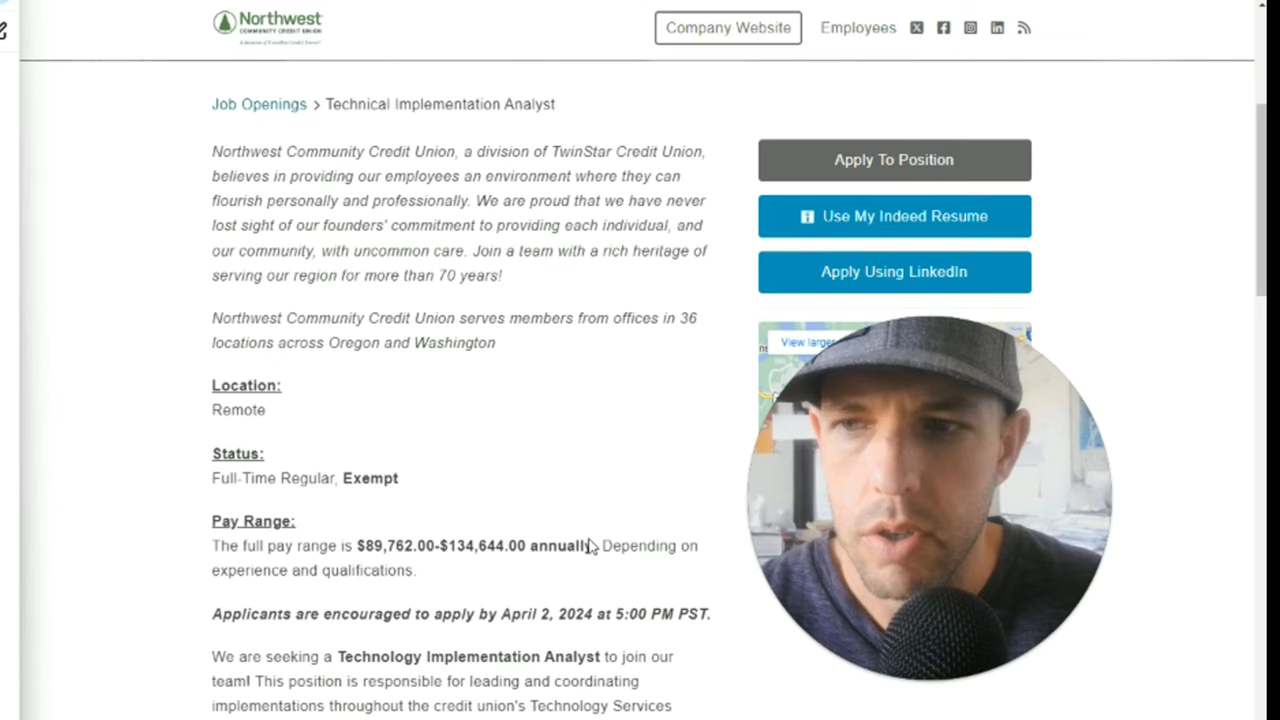 Northwest
COMMUNITY CREDIT UNION
A division of TwinStar Credit Union
Company Website
Employees
Job Openings > Technical Implementation Analyst
Northwest Community Credit Union, a division of TwinStar Credit Union,
believes in providing our employees an environment where they can
flourish personally and professionally. We are proud that we have never
lost sight of our founders' commitment to providing each individual, and
our community, with uncommon care. Join a team with a rich heritage of
serving our region for more than 70 years!
Northwest Community Credit Union serves members from offices in 36
locations across Oregon and Washington
Location:
Remote
Status:
Full-Time Regular, Exempt
Pay Range:
The full pay range is $89,762.00-$134,644.00 annually. Depending on
experience and qualifications.
Applicants are encouraged to apply by April 2, 2024 at 5:00 PM PST.
We are seeking a Technology Implementation Analyst to join our
team! This position is responsible for leading and coordinating
implementations throughout the credit union's Technology Services
Apply To Position
Use My Indeed Resume
Apply Using LinkedIn
View larger